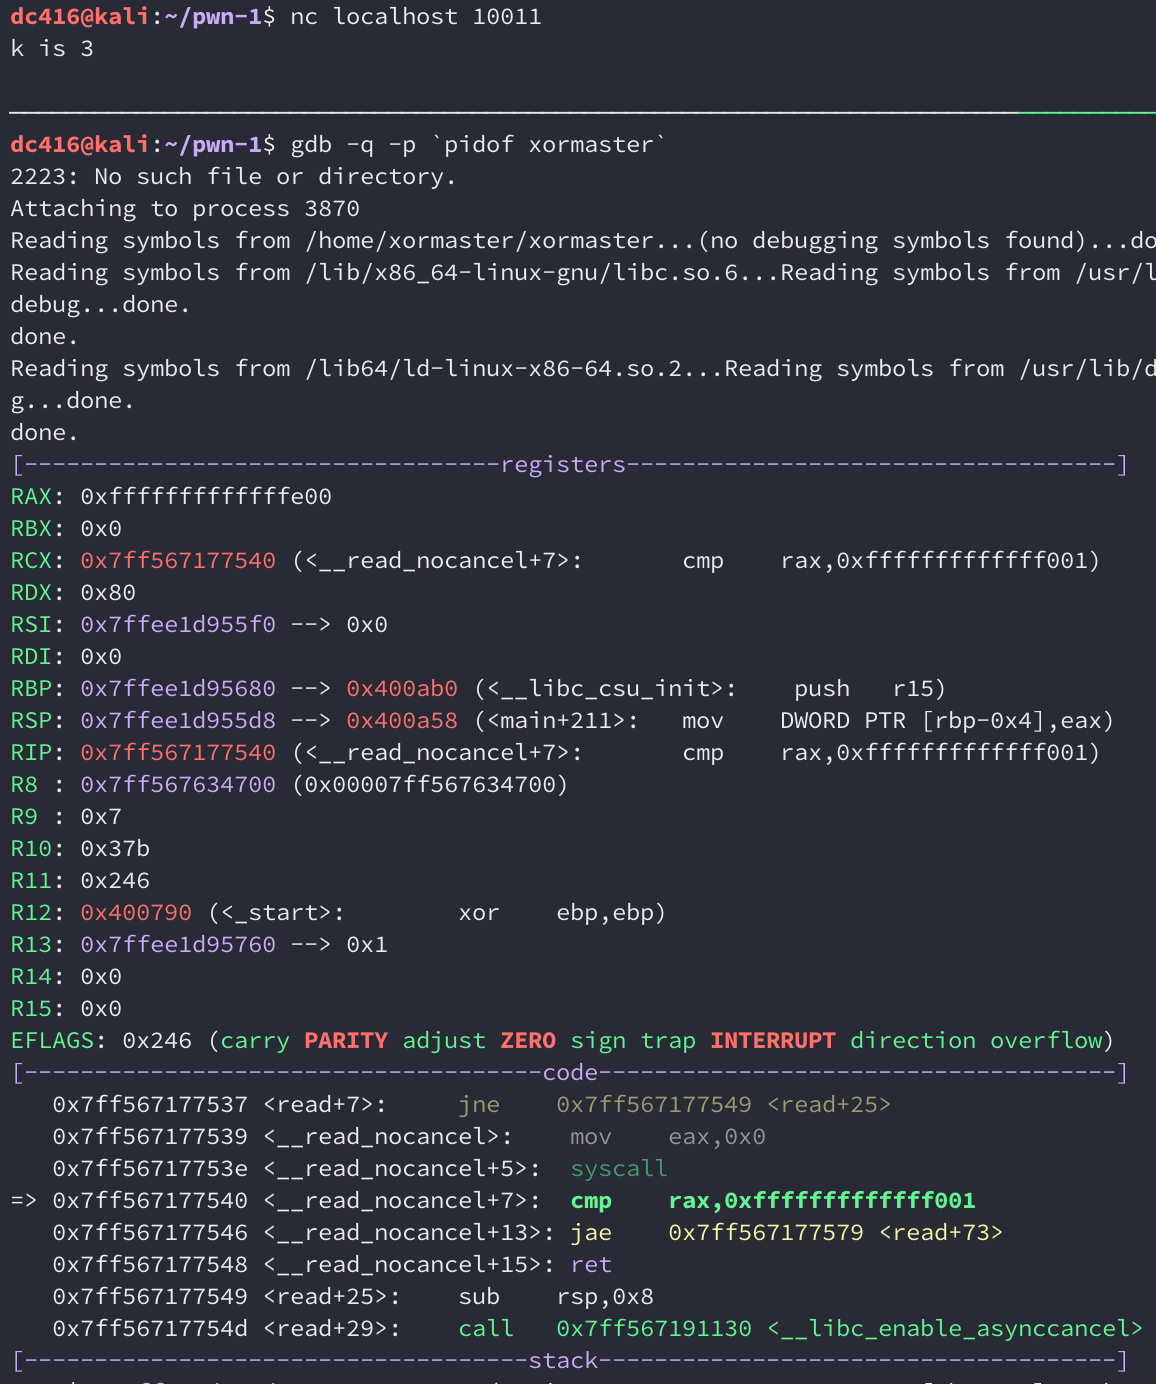 dc416@kali:~/pwn-1$ nc localhost 10011
k is 3
dc416@kali:~/pwn-1$ gdb -q -p `pidof xormaster`
2223: No such file or directory.
Attaching to process 3870
Reading symbols from /home/xormaster/xormaster...(no debugging symbols found)...do
Reading symbols from /lib/x86_64-linux-gnu/libc.so.6...Reading symbols from /usr/l
debug...done.
done.
Reading symbols from /lib64/ld-linux-x86-64.so.2...Reading symbols from /usr/lib/d
g...done.
done.
[----------------------------------registers-----------------------------------]
RAX: 0xfffffffffffffe00
RBX: 0x0
RCX: 0x7ff567177540 (<__read_nocancel+7>:       cmp    rax,0xfffffffffffff001)
RDX: 0x80
RSI: 0x7ffee1d955f0 --> 0x0
RDI: 0x0
RBP: 0x7ffee1d95680 --> 0x400ab0 (<__libc_csu_init>:    push   r15)
RSP: 0x7ffee1d955d8 --> 0x400a58 (<main+211>:   mov    DWORD PTR [rbp-0x4],eax)
RIP: 0x7ff567177540 (<__read_nocancel+7>:       cmp    rax,0xfffffffffffff001)
R8 : 0x7ff567634700 (0x00007ff567634700)
R9 : 0x7
R10: 0x37b
R11: 0x246
R12: 0x400790 (<_start>:        xor    ebp,ebp)
R13: 0x7ffee1d95760 --> 0x1
R14: 0x0
R15: 0x0
EFLAGS: 0x246 (carry PARITY adjust ZERO sign trap INTERRUPT direction overflow)
[-------------------------------------code-------------------------------------]
   0x7ff567177537 <read+7>:     jne    0x7ff567177549 <read+25>
   0x7ff567177539 <__read_nocancel>:    mov    eax,0x0
   0x7ff56717753e <__read_nocancel+5>:  syscall
=> 0x7ff567177540 <__read_nocancel+7>:  cmp    rax,0xfffffffffffff001
   0x7ff567177546 <__read_nocancel+13>: jae    0x7ff567177579 <read+73>
   0x7ff567177548 <__read_nocancel+15>: ret
   0x7ff567177549 <read+25>:    sub    rsp,0x8
   0x7ff56717754d <read+29>:    call   0x7ff567191130 <__libc_enable_asynccancel>
[------------------------------------stack-------------------------------------]